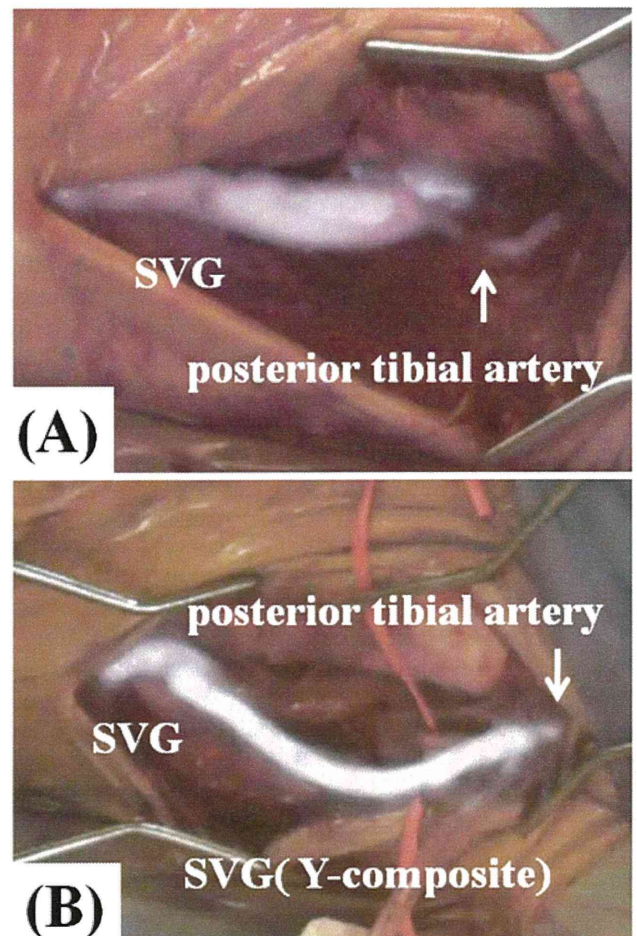 SVG
posterior tibial artery
(A)
posterior tibial artery
SVG
SVG( Y-composite)
(B)